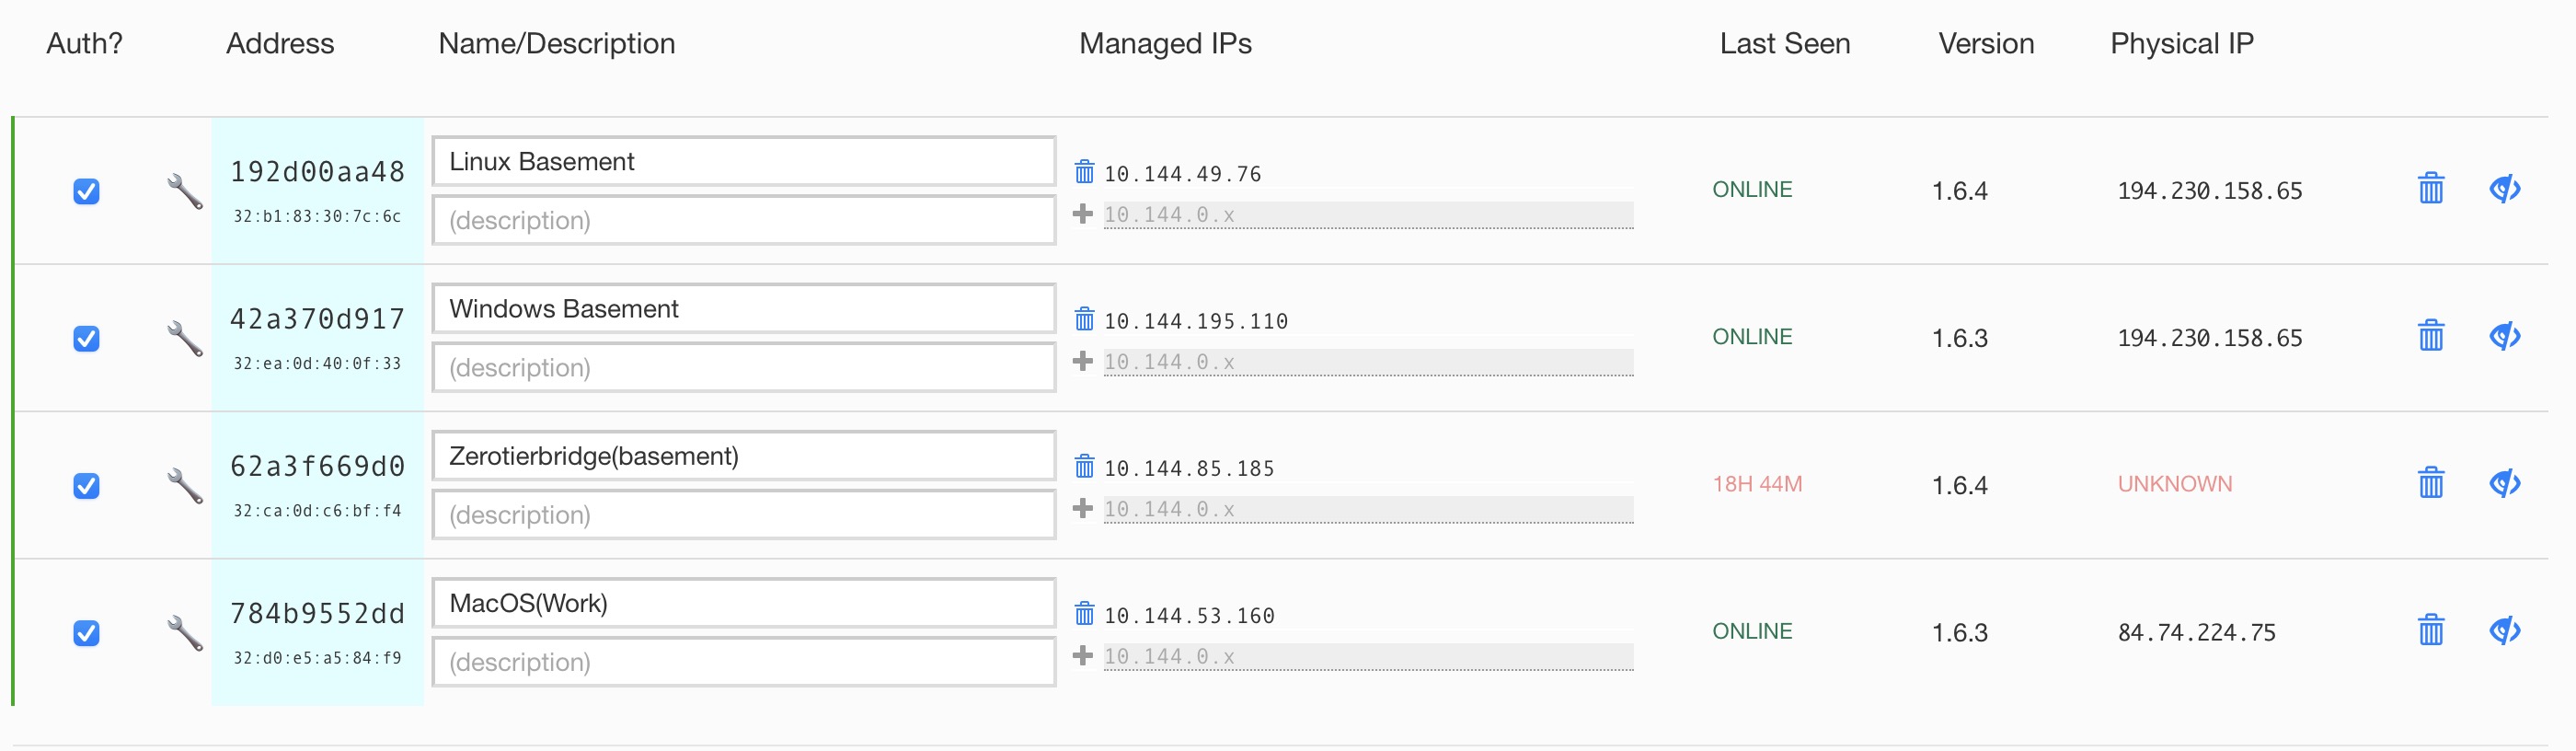 Auth? Address Name/Description Managed IPs Last Seen Version Physical IP
192d00aa48
32:b1:83:30:7c:6c
Linux Basement
(description)
10.144.49.76
10.144.0.x
ONLINE 1.6.4 194.230.158.65
42a370d917
32:ea:0d:40:0f:33
Windows Basement
(description)
10.144.195.110
10.144.0.x
ONLINE 1.6.3 194.230.158.65
62a3f669d0
32:ca:0d:c6:bf:f4
Zerotierbridge(basement)
(description)
10.144.85.185
10.144.0.x
18H 44M 1.6.4 UNKNOWN
784b9552dd
32:d0:e5:a5:84:f9
MacOS(Work)
(description)
10.144.53.160
10.144.0.x
ONLINE 1.6.3 84.74.224.75